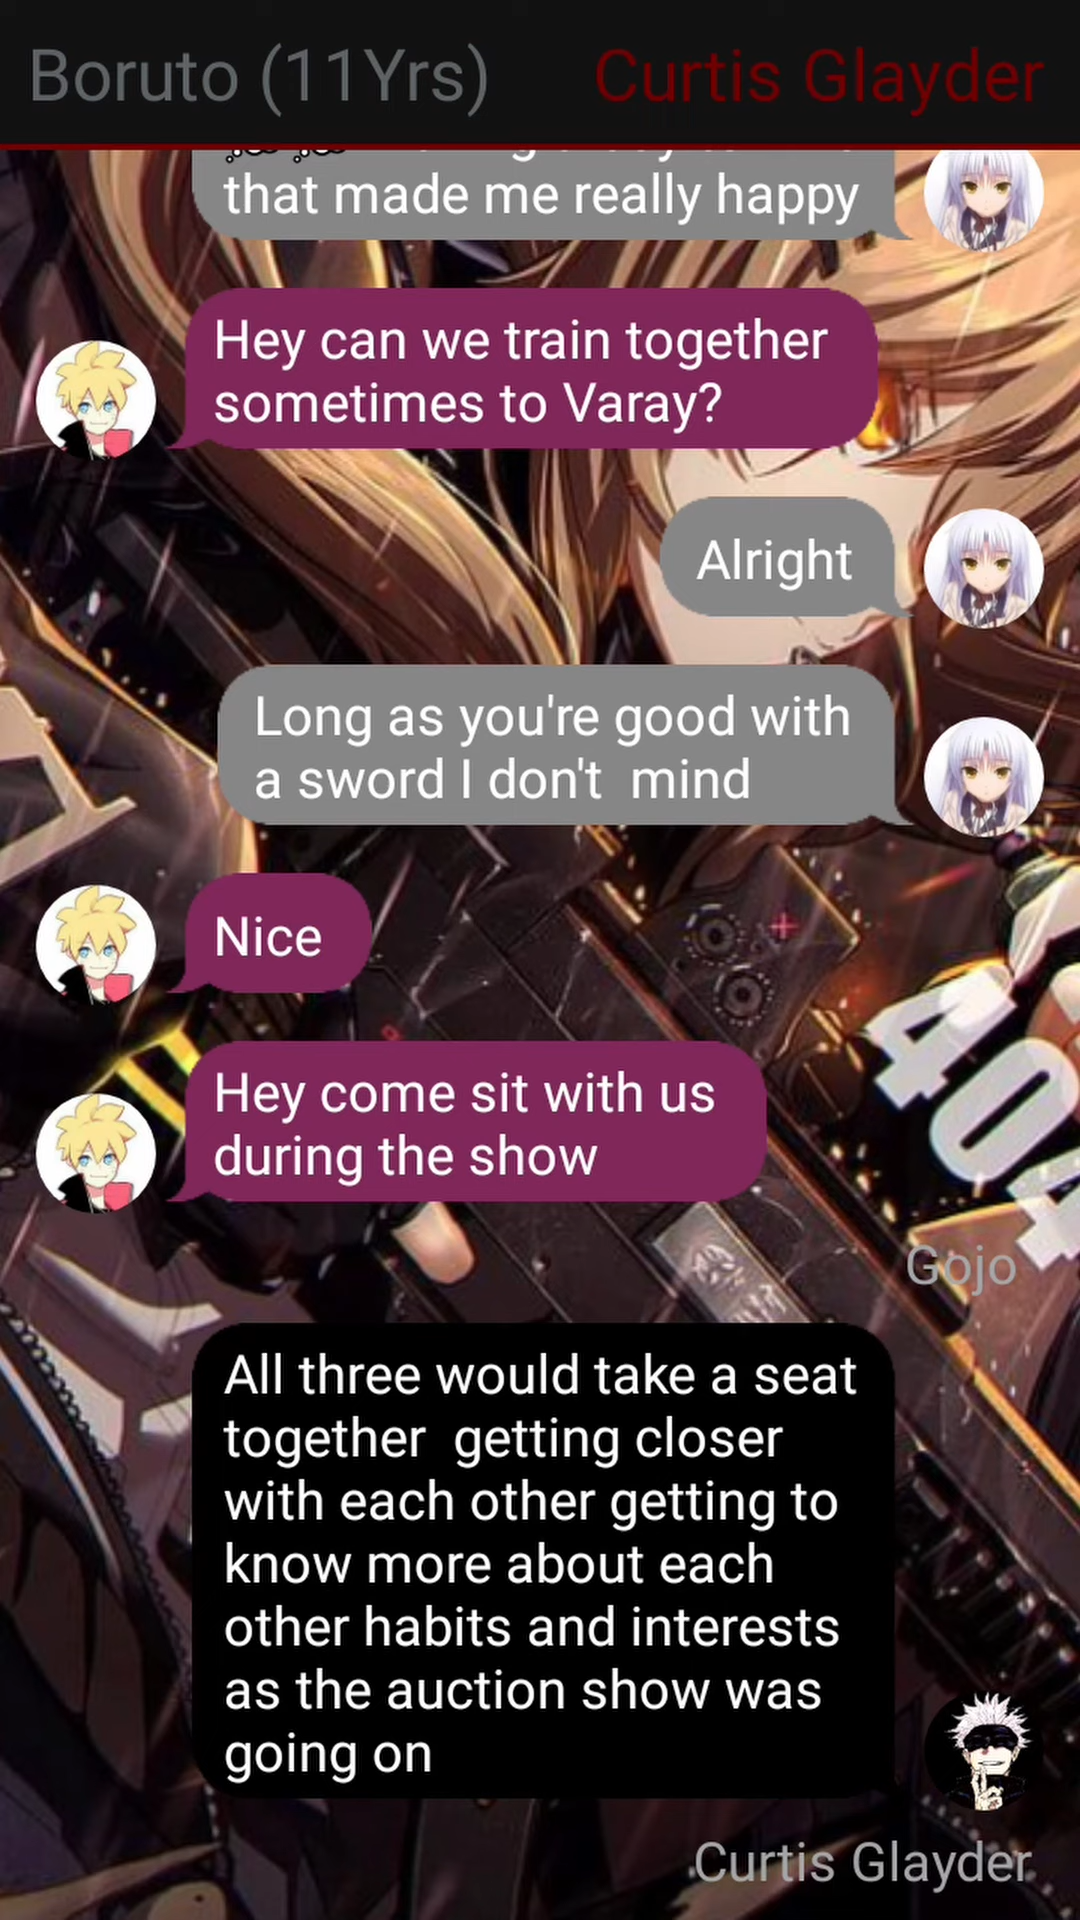 Boruto (11Yrs) Curtis Glayder
that made me really happy
Hey can we train together
sometimes to Varay?
Alright
Long as you're good with
a sword I don't  mind
Nice
Hey come sit with us
during the show
404
Gojo
All three would take a seat
together  getting closer
with each other getting to
know more about each
other habits and interests
as the auction show was
going on
Curtis Glayder